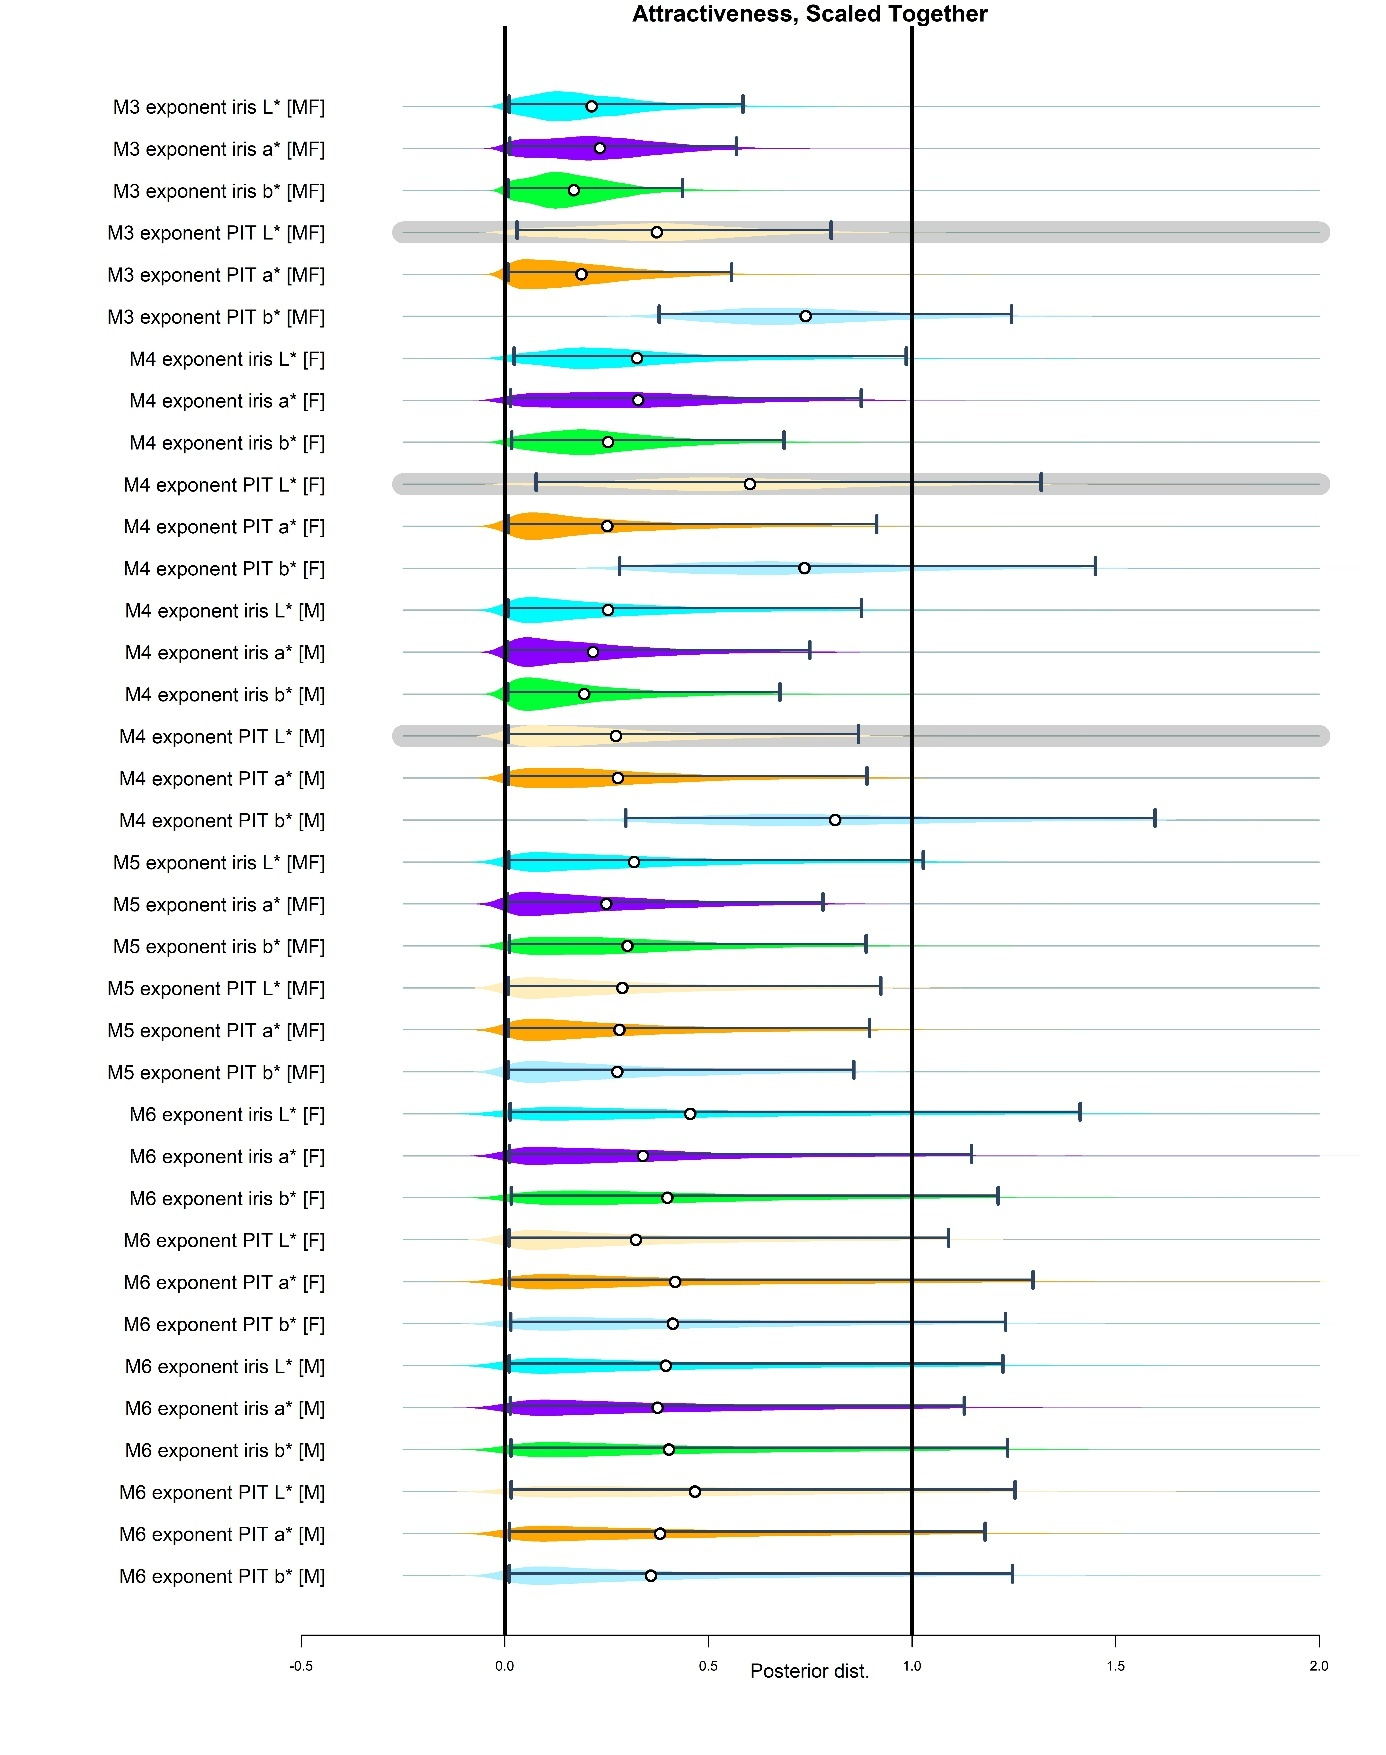 Attractiveness, Scaled Together
M3 exponent iris L* [MF]
M3 exponent iris a* [MF]
M3 exponent iris b* [MF]
M3 exponent PIT L* [MF]
M3 exponent PIT a* [MF]
M3 exponent PIT b* [MF]
M4 exponent iris L* [F]
M4 exponent iris a* [F]
M4 exponent iris b* [F]
M4 exponent PIT L* [F]
M4 exponent PIT a* [F]
M4 exponent PIT b* [F]
M4 exponent iris L* [M]
M4 exponent iris a* [M]
M4 exponent iris b* [M]
M4 exponent PIT L* [M]
M4 exponent PIT a* [M]
M4 exponent PIT b* [M]
M5 exponent iris L* [MF]
M5 exponent iris a* [MF]
M5 exponent iris b* [MF]
M5 exponent PIT L* [MF]
M5 exponent PIT a* [MF]
M5 exponent PIT b* [MF]
M6 exponent iris L* [F]
M6 exponent iris a* [F]
M6 exponent iris b* [F]
M6 exponent PIT L* [F]
M6 exponent PIT a* [F]
M6 exponent PIT b* [F]
M6 exponent iris L* [M]
M6 exponent iris a* [M]
M6 exponent iris b* [M]
M6 exponent PIT L* [M]
M6 exponent PIT a* [M]
M6 exponent PIT b* [M]
-0.5 0.0 0.5 1.0 1.5 2.0
Posterior dist.